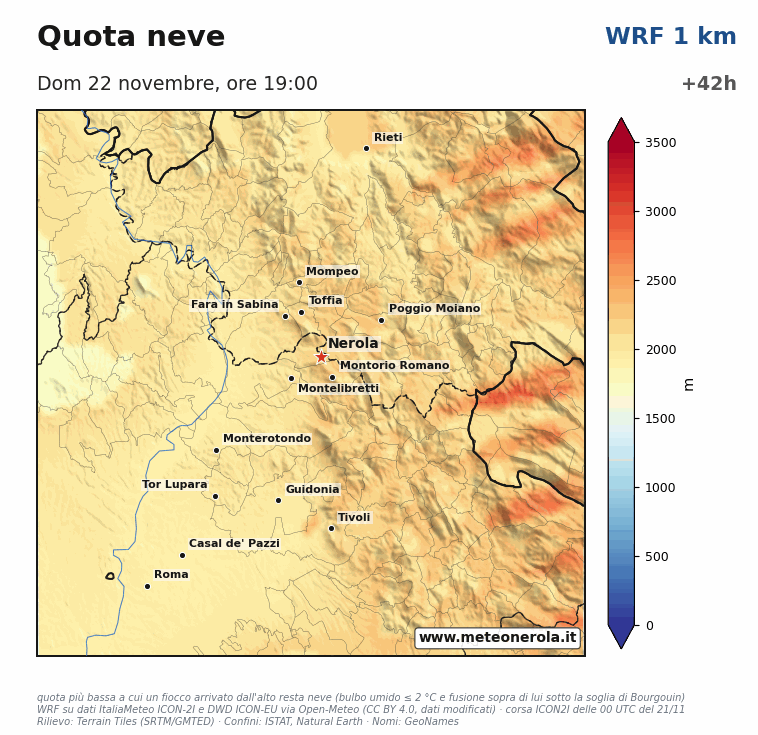 Quota neve
WRF 1 km
Dom 22 novembre, ore 19:00
+42h
Rieti
Mompeo
Toffia
Fara in Sabina
Poggio Moiano
Nerola
Montorio Romano
Montelibretti
Monterotondo
Tor Lupara
Guidonia
Tivoli
Casal de' Pazzi
Roma
www.meteonerola.it
3500
3000
2500
2000
1500
1000
500
0
m
quota più bassa a cui un fiocco arrivato dall'alto resta neve (bulbo umido ≤ 2 °C e fusione sopra di lui sotto la soglia di Bourgouin)
WRF su dati ItaliaMeteo ICON-2I e DWD ICON-EU via Open-Meteo (CC BY 4.0, dati modificati) · corsa ICON2I delle 00 UTC del 21/11
Rilievo: Terrain Tiles (SRTM/GMTED) · Confini: ISTAT, Natural Earth · Nomi: GeoNames